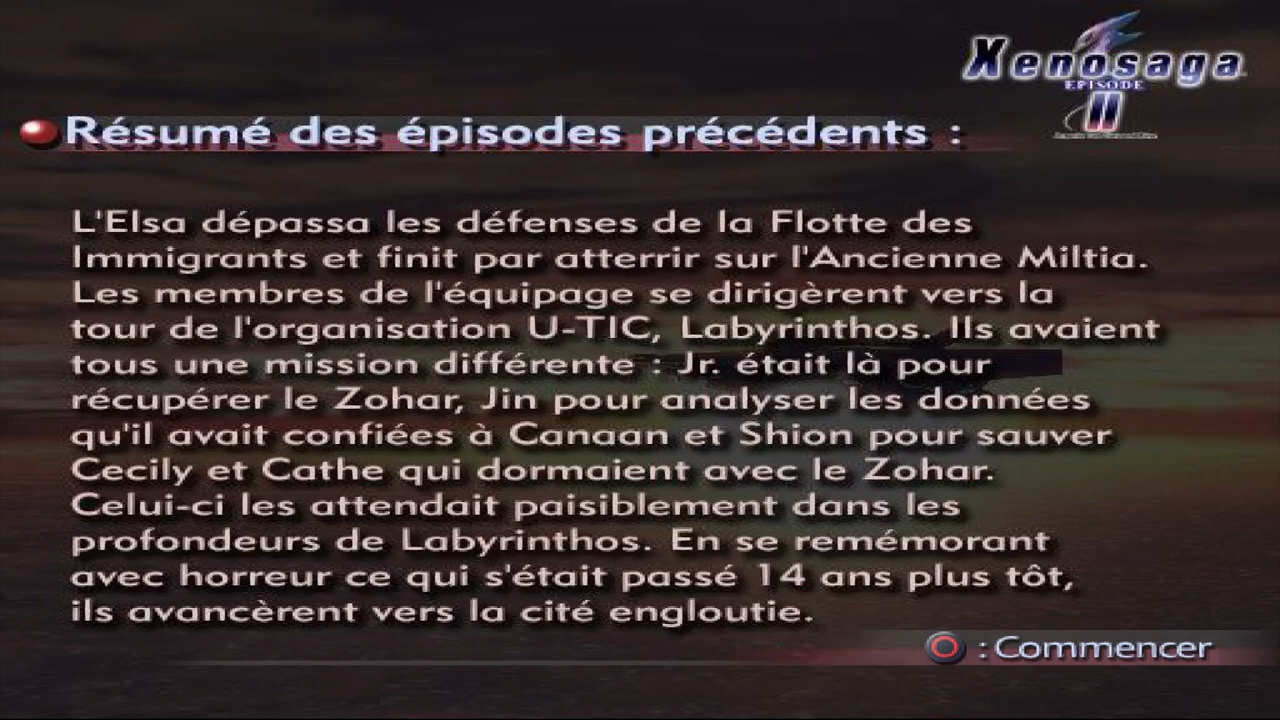 Xenosaga
EPISODE
II
Résumé des épisodes précédents :
L'Elsa dépassa les défenses de la Flotte des
Immigrants et finit par atterrir sur l'Ancienne Miltia.
Les membres de l'équipage se dirigèrent vers la
tour de l'organisation U-TIC, Labyrinthos. Ils avaient
tous une mission différente : Jr. était là pour
récupérer le Zohar, Jin pour analyser les données
qu'il avait confiées à Canaan et Shion pour sauver
Cecily et Cathe qui dormaient avec le Zohar.
Celui-ci les attendait paisiblement dans les
profondeurs de Labyrinthos. En se remémorant
avec horreur ce qui s'était passé 14 ans plus tôt,
ils avancèrent vers la cité engloutie.
: Commencer